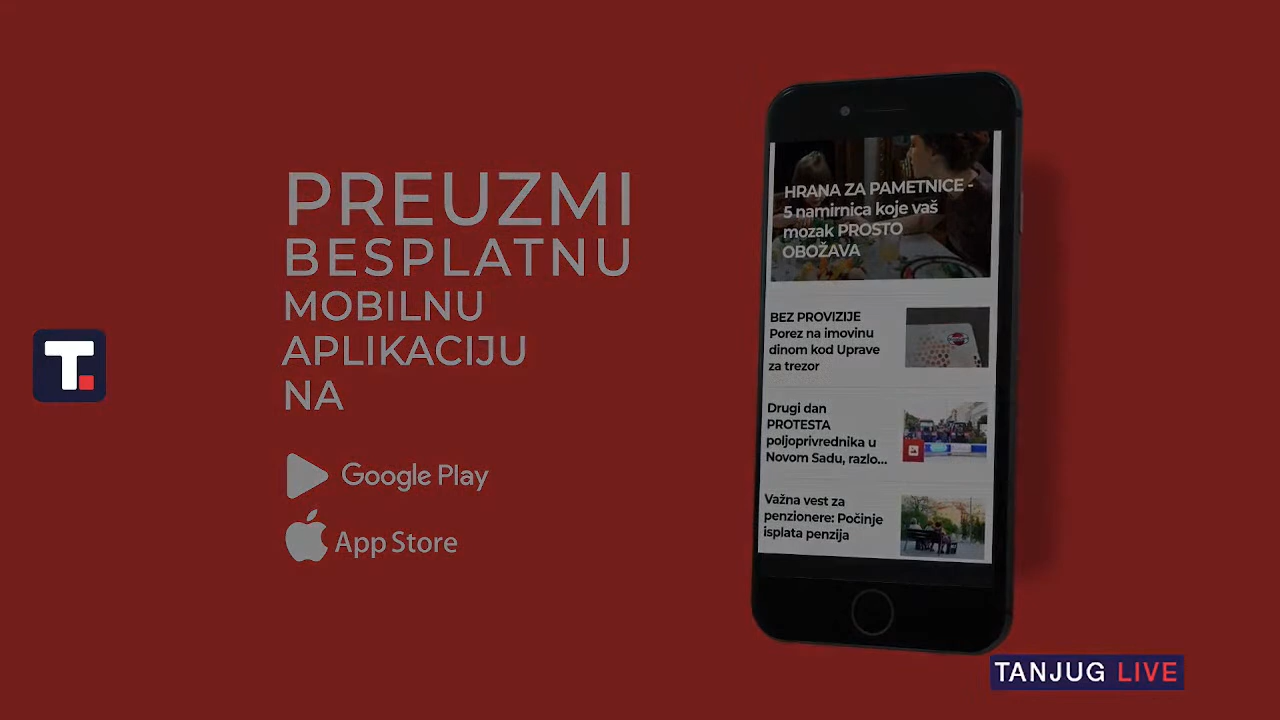 PREUZMI
BESPLATNU
MOBILNU
APLIKACIJU
NA
Google Play
App Store
T.
HRANA ZA PAMETNICE -
5 namirnica koje vaš
mozak PROSTO
OBOŽAVA
BEZ PROVIZIJE
Porez na imovinu
dinom kod Uprave
za trezor
Drugi dan
PROTESTA
poljoprivrednika u
Novom Sadu, razlo...
Važna vest za
penzionere: Počinje
isplata penzija
TANJUG LIVE